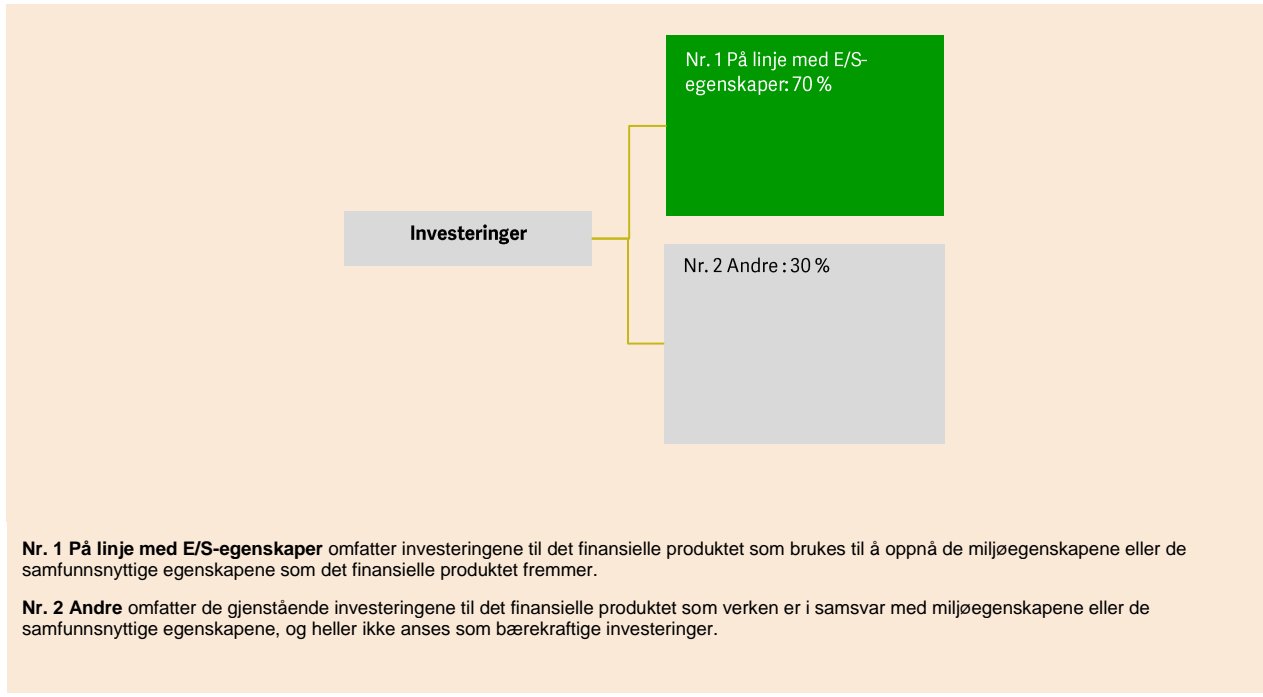 Nr. 1 På linje med E/S-
egenskaper: 70 %
Investeringer
Nr. 2 Andre : 30 %
Nr. 1 På linje med E/S-egenskaper omfatter investeringene til det finansielle produktet som brukes til å oppnå de miljøegenskapene eller de
samfunnsnyttige egenskapene som det finansielle produktet fremmer.
Nr. 2 Andre omfatter de gjenstående investeringene til det finansielle produktet som verken er i samsvar med miljøegenskapene eller de
samfunnsnyttige egenskapene, og heller ikke anses som bærekraftige investeringer.